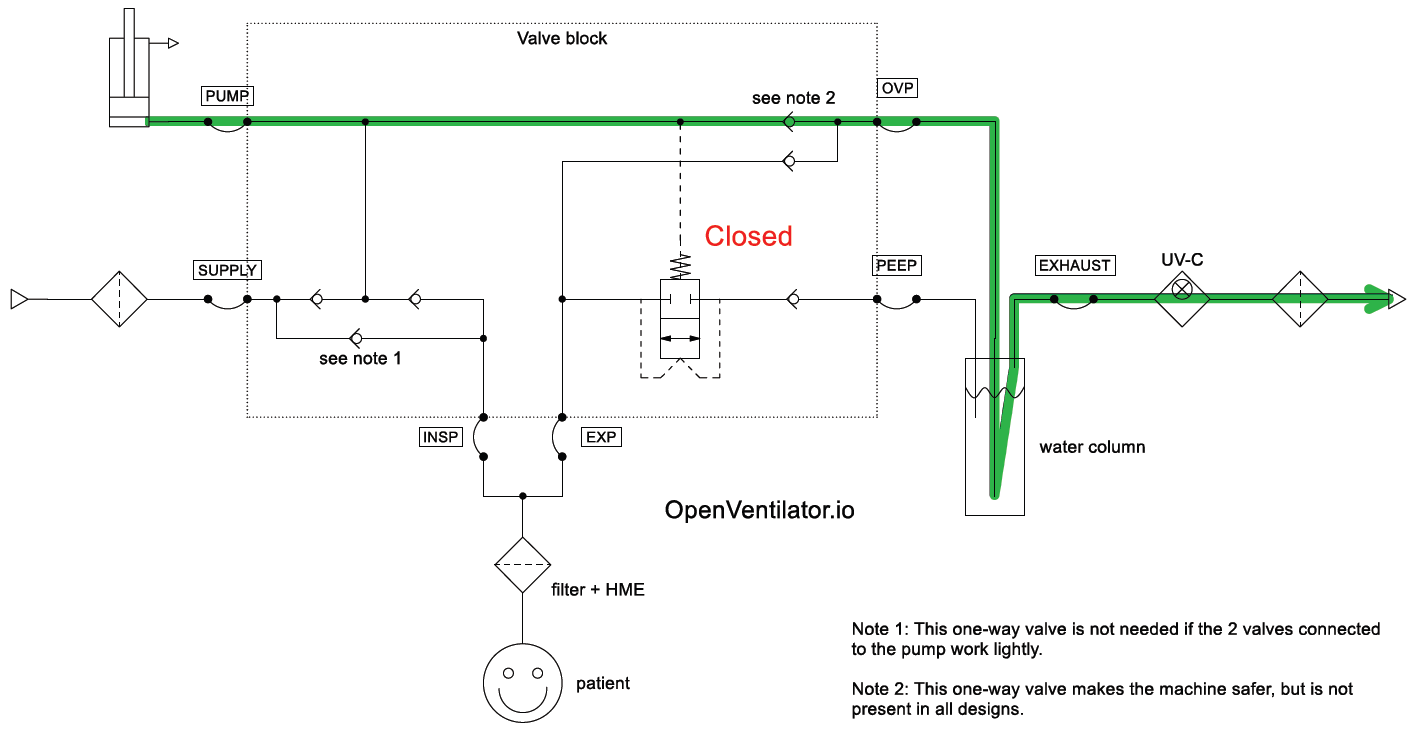 Valve block
PUMP
see note 2
OVP
Closed
SUPPLY
PEEP
EXHAUST
UV-C
see note 1
INSP
EXP
water column
OpenVentilator.io
filter + HME
patient
Note 1: This one-way valve is not needed if the 2 valves connected
to the pump work lightly.
Note 2: This one-way valve makes the machine safer, but is not
present in all designs.